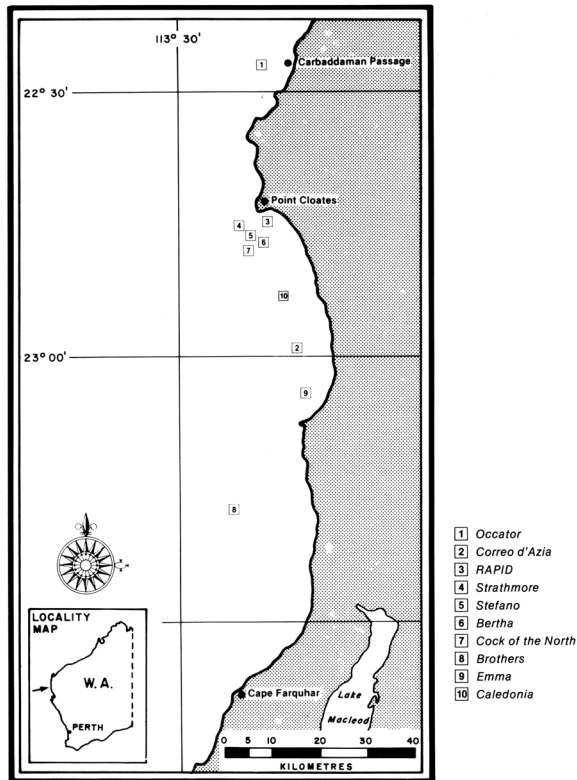 113° 30'
1
Carbaddaman Passage
22° 30'
Point Cloates
3
4
5
6
7
10
2
23° 00'
9
8
1 Occator
2 Correo d'Azia
3 RAPID
4 Strathmore
5 Stefano
6 Bertha
7 Cock of the North
8 Brothers
9 Emma
10 Caledonia
LOCALITY
MAP
W. A.
PERTH
Cape Farquhar
Lake
Macleod
0 5 10 20 30 40
KILOMETRES